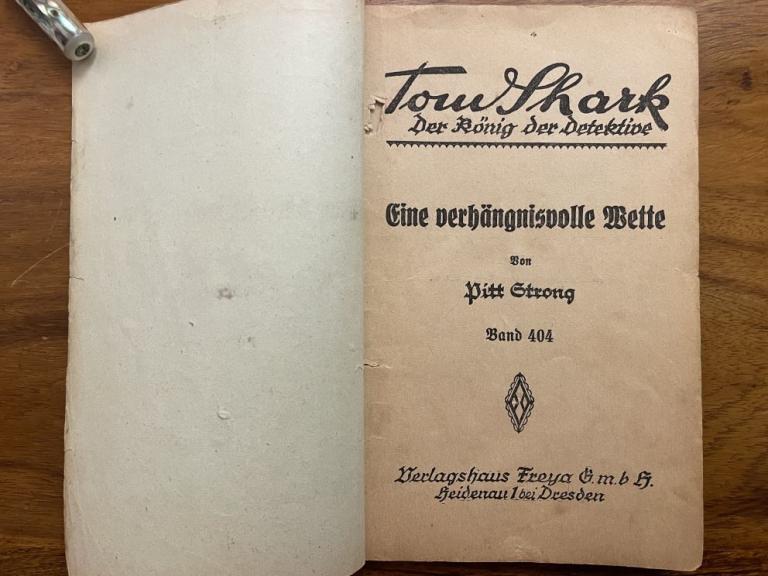 Tom Shark
Der König der Detektive
Eine verhängnisvolle Wette
Von
Pitt Strong
Band 404
Verlagshaus Freya G.m.b H.
Heidenau 1 bei Dresden